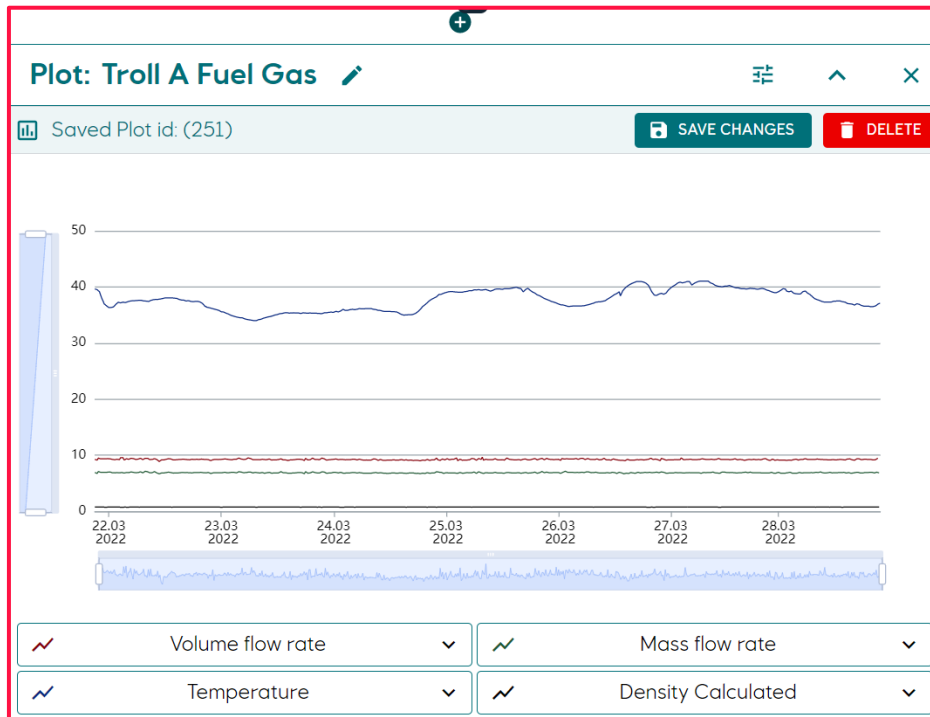 Plot: Troll A Fuel Gas
Saved Plot id: (251)
SAVE CHANGES
DELETE
50
40
30
20
10
0
22.03 23.03 24.03 25.03 26.03 27.03 28.03
2022 2022 2022 2022 2022 2022 2022
Volume flow rate
Mass flow rate
Temperature
Density Calculated